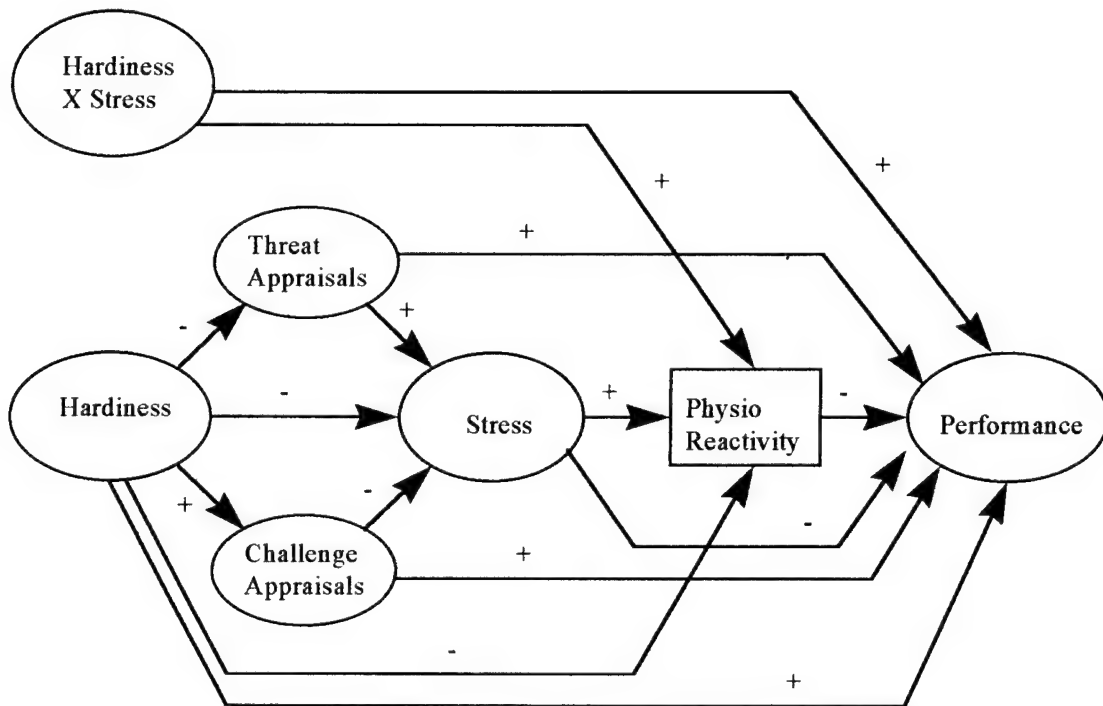 Hardiness
X Stress
+
+
Threat
Appraisals
+
-
+
Hardiness
-
Stress
+
Physio
Reactivity
-
Performance
+
-
Challenge
Appraisals
+
-
-
+